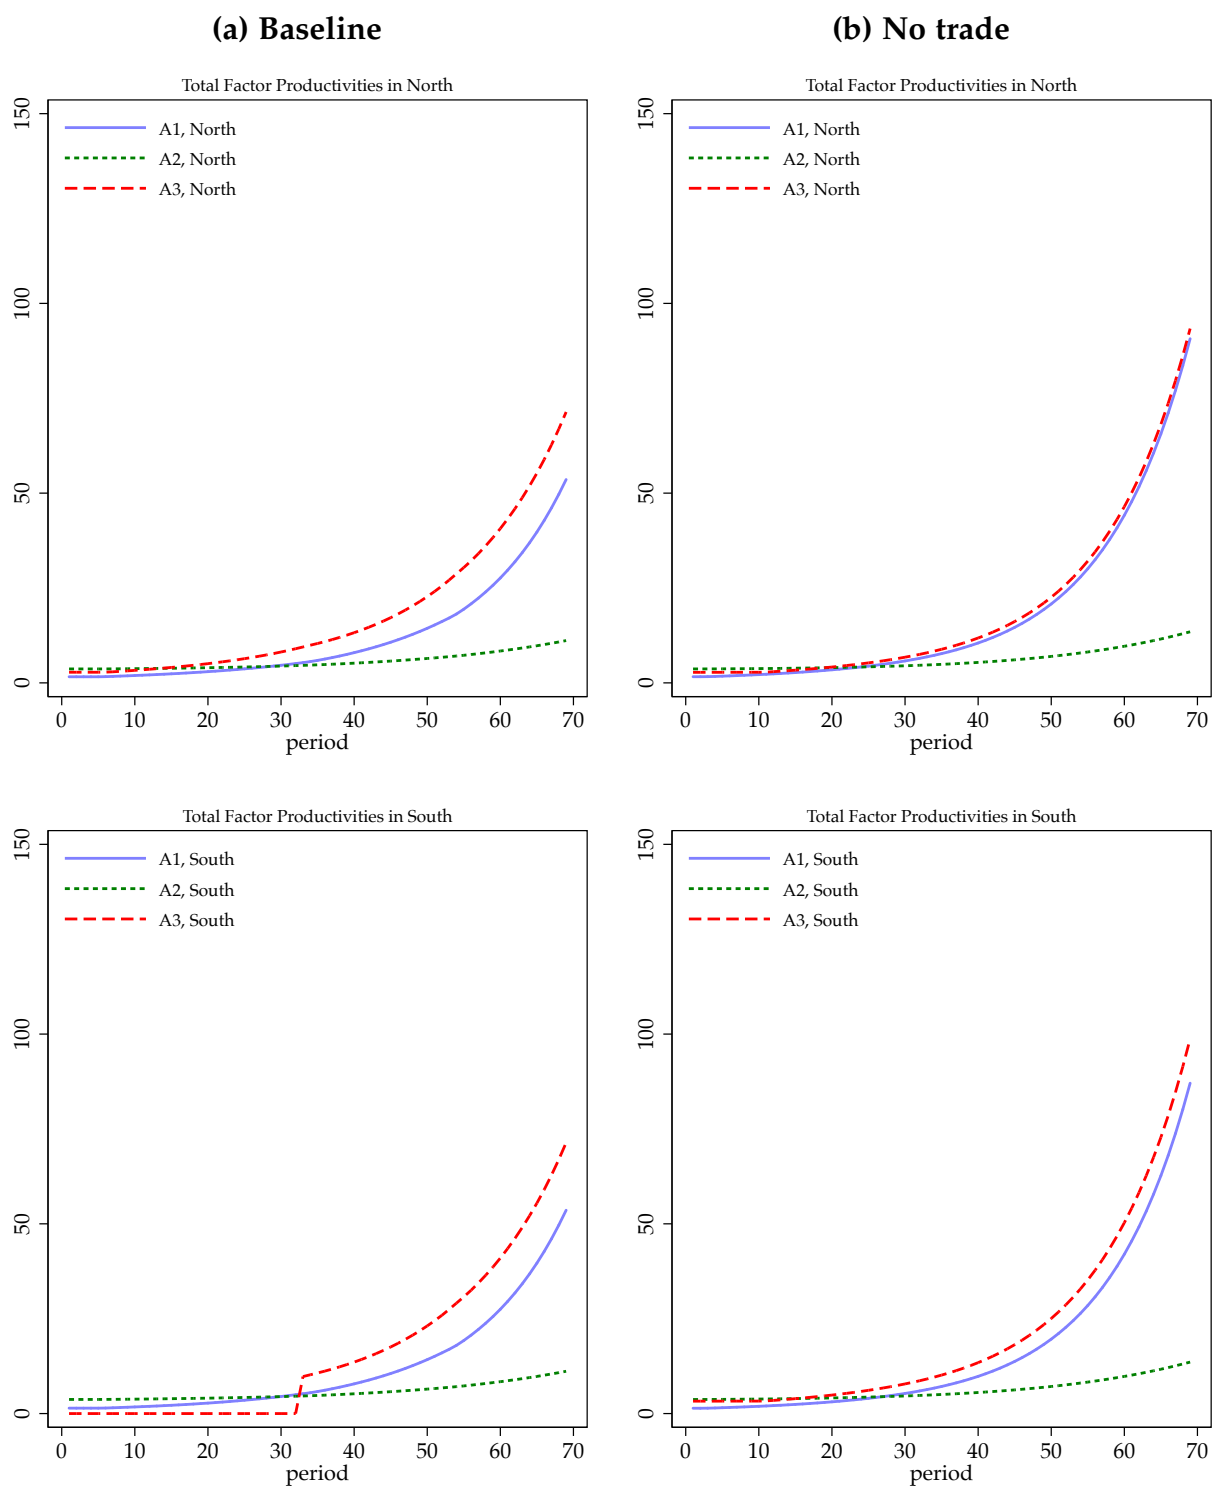 (a) Baseline
(b) No trade
Total Factor Productivities in North
A1, North
A2, North
A3, North
150
100
50
0
0 10 20 30 40 50 60 70
period
Total Factor Productivities in North
A1, North
A2, North
A3, North
150
100
50
0
0 10 20 30 40 50 60 70
period
Total Factor Productivities in South
A1, South
A2, South
A3, South
150
100
50
0
0 10 20 30 40 50 60 70
period
Total Factor Productivities in South
A1, South
A2, South
A3, South
150
100
50
0
0 10 20 30 40 50 60 70
period